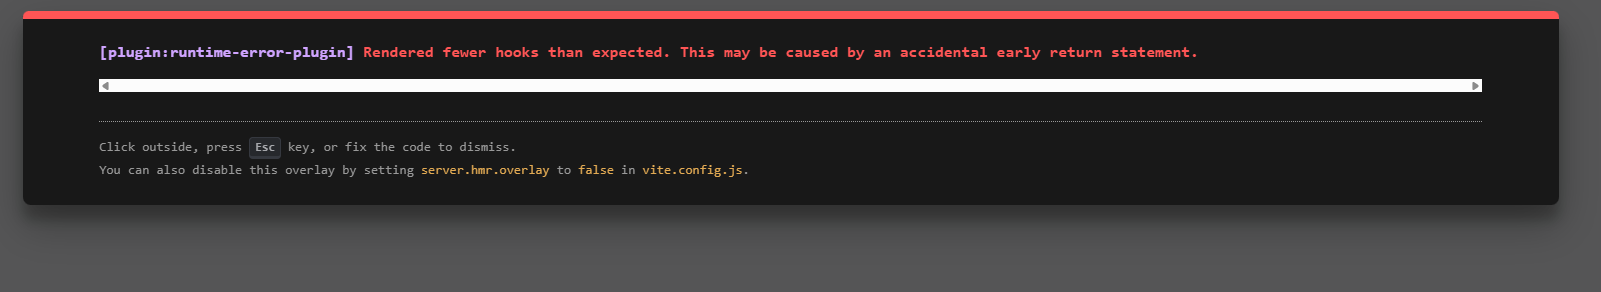 [plugin:runtime-error-plugin] Rendered fewer hooks than expected. This may be caused by an accidental early return statement.
Click outside, press Esc key, or fix the code to dismiss.
You can also disable this overlay by setting server.hmr.overlay to false in vite.config.js.